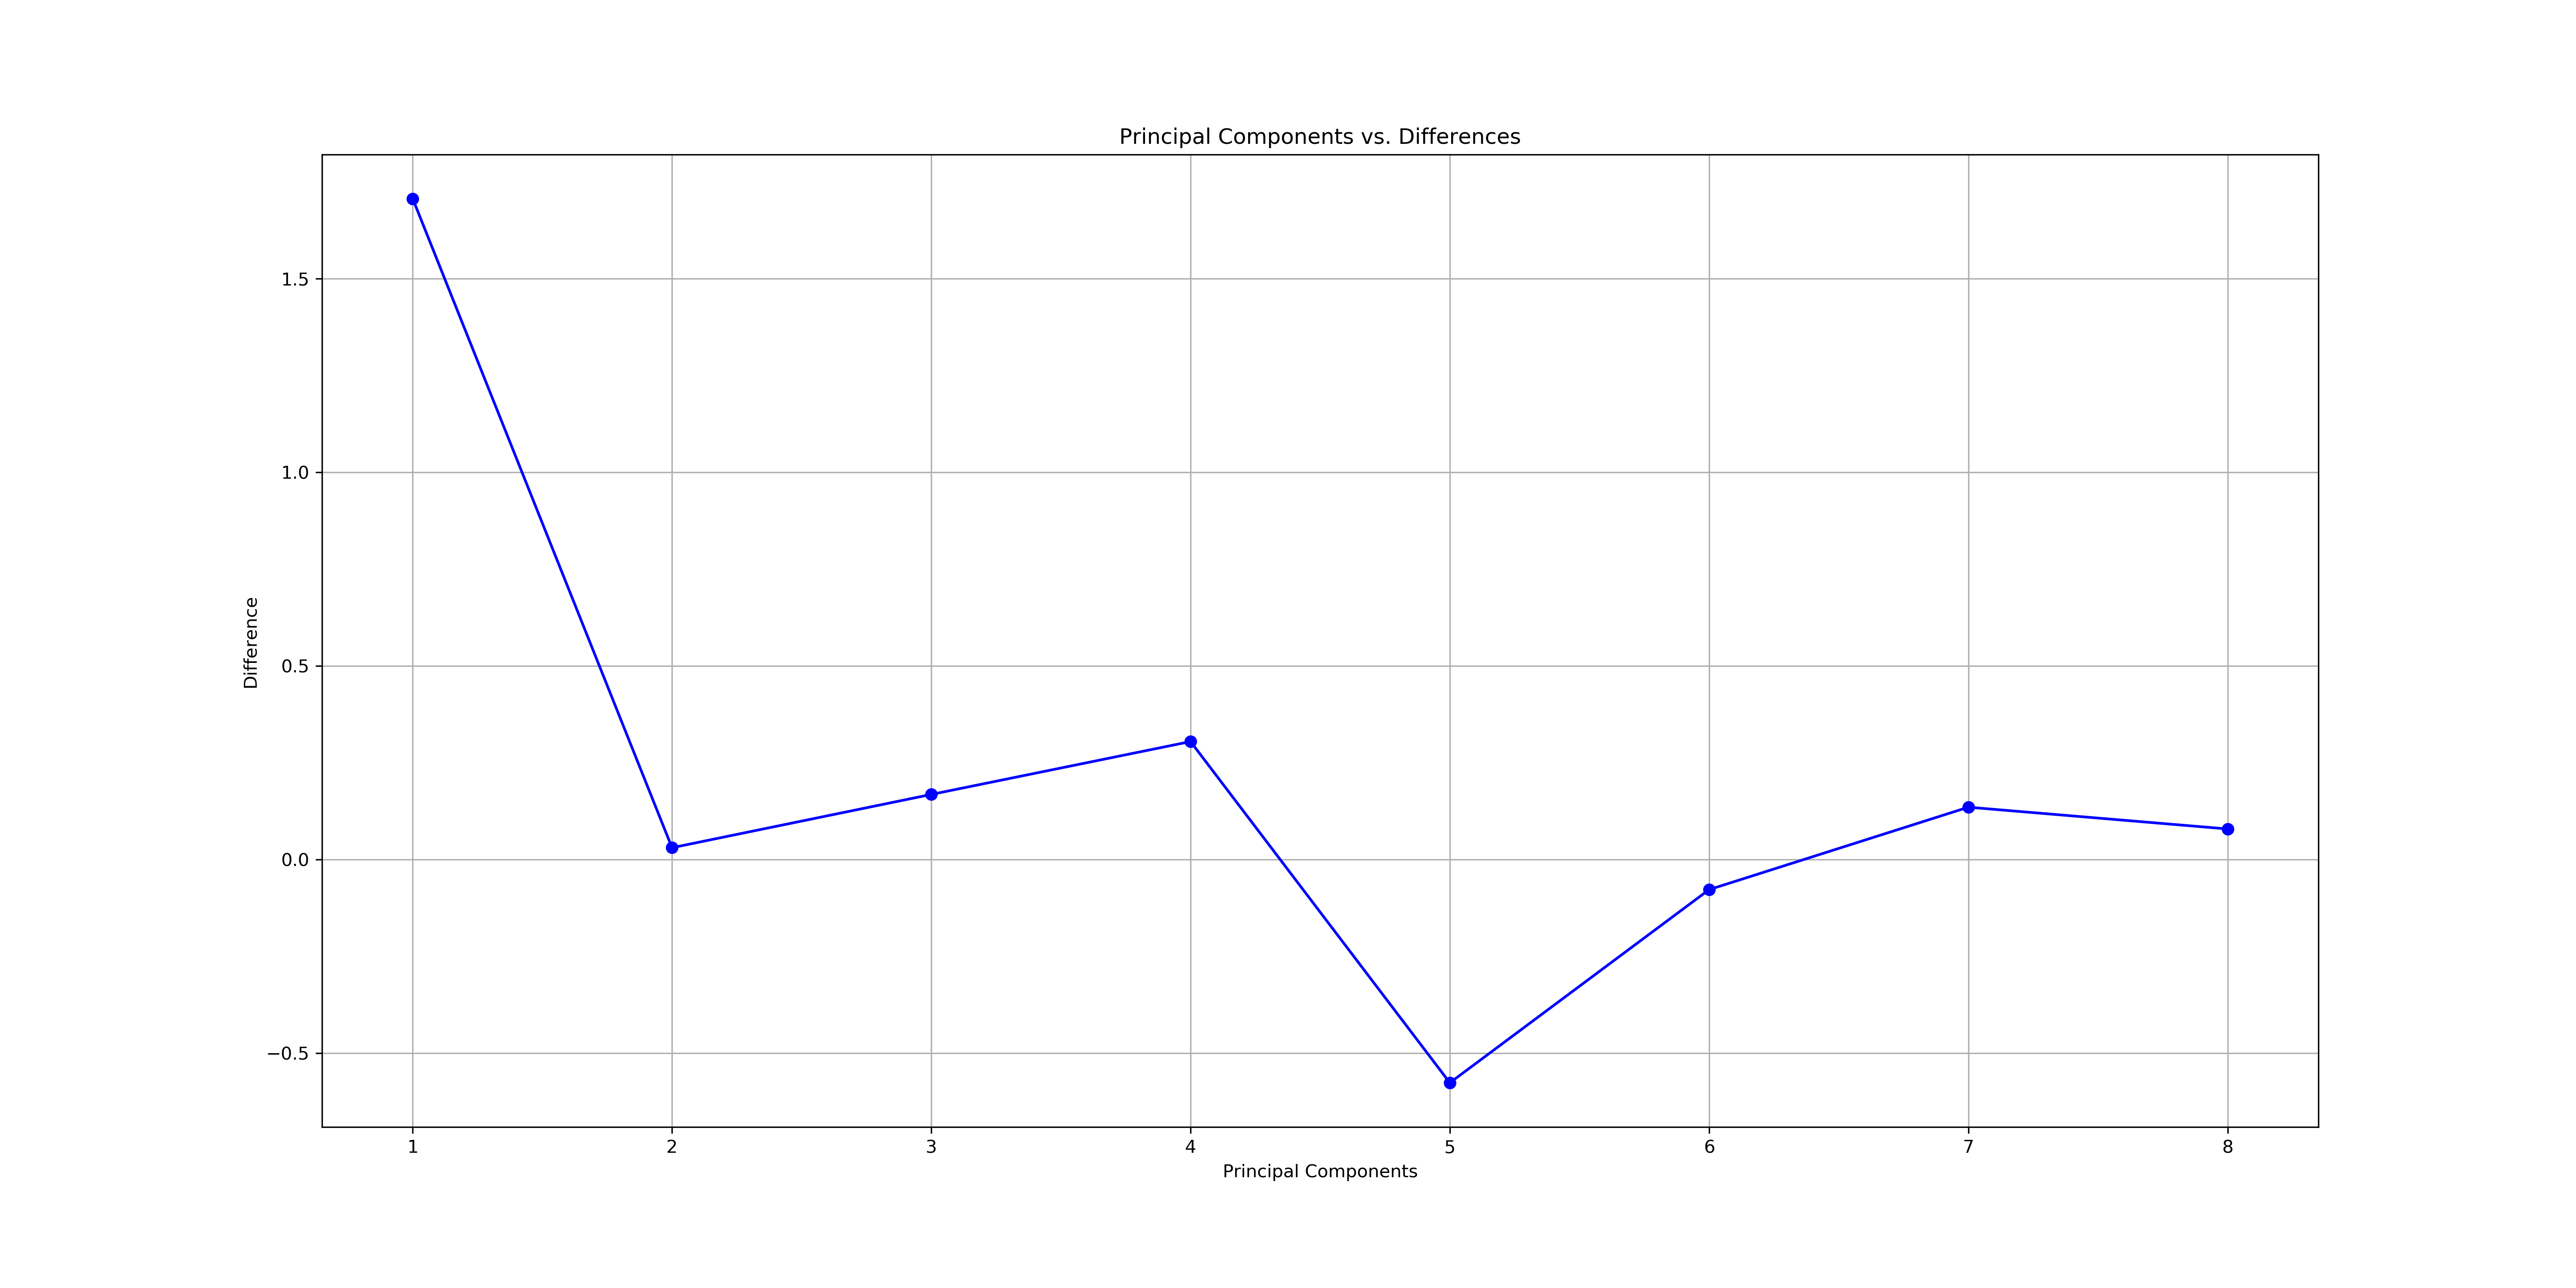 Principal Components vs. Differences
1.5
1.0
0.5
0.0
−0.5
Difference
1 2 3 4 5 6 7 8
Principal Components